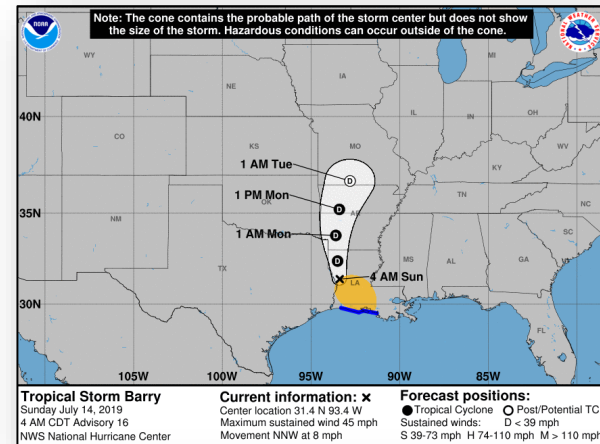 Note: The cone contains the probable path of the storm center but does not show
the size of the storm. Hazardous conditions can occur outside of the cone.
NOAA
WY
IA
MI
NE
40N
IL
IN
OH
CO
WV
KS
MO
KY
1 AM Tue
D
OK
TN
NC
1 PM Mon
D
35N
NM
AR
SC
1 AM Mon
D
TX
D
MS
AL
GA
4 AM Sun
LA
30N
FL
105W
100W
95W
90W
85W
Tropical Storm Barry
Sunday July 14, 2019
4 AM CDT Advisory 16
NWS National Hurricane Center
Current information: x
Center location 31.4 N 93.4 W
Maximum sustained wind 45 mph
Movement NNW at 8 mph
Forecast positions:
Tropical Cyclone Post/Potential TC
Sustained winds: D < 39 mph
S 39-73 mph H 74-110 mph M > 110 mph